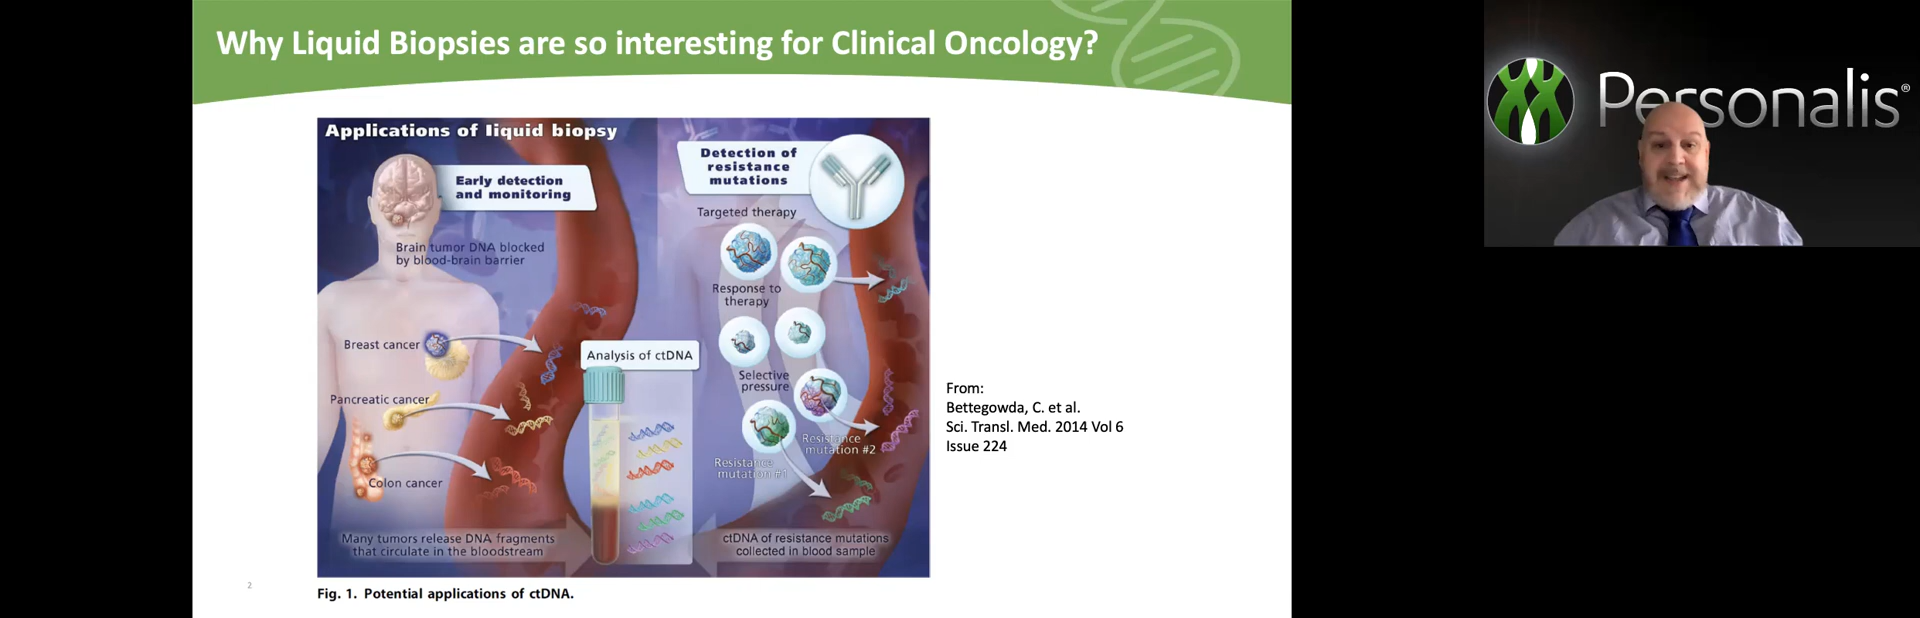 Why Liquid Biopsies are so interesting for Clinical Oncology?
Applications of liquid biopsy
Early detection
and monitoring
Brain tumor DNA blocked
by blood-brain barrier
Breast cancer
Pancreatic cancer
Colon cancer
Many tumors release DNA fragments
that circulate in the bloodstream
Analysis of ctDNA
Detection of
resistance
mutations
Targeted therapy
Response to
therapy
Selective
pressure
Resistance
mutation #2
Resistance
mutation #1
ctDNA of resistance mutations
collected in blood sample
From:
Bettegowda, C. et al.
Sci. Transl. Med. 2014 Vol 6
Issue 224
2
Fig. 1. Potential applications of ctDNA.
Personalis®